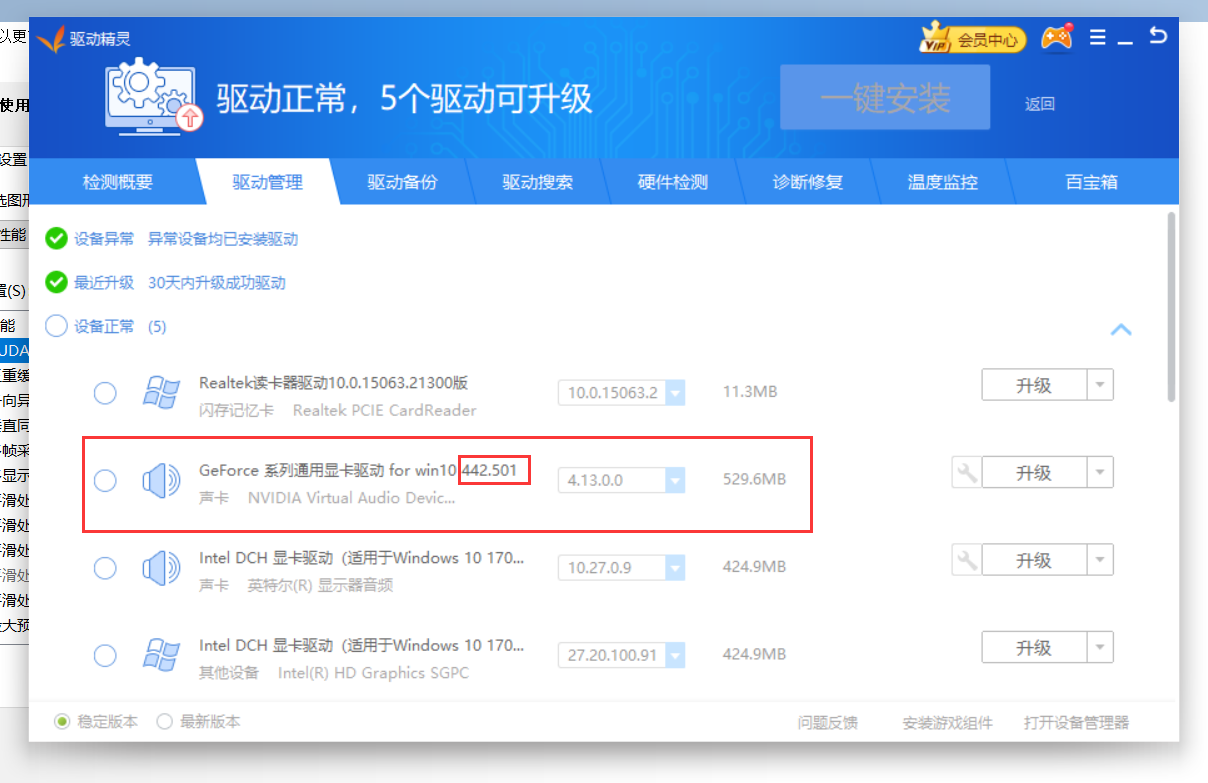 以更
驱动精灵
VIP 会员中心
驱动正常，5个驱动可升级
一键安装
返回
使用
设置
选图形
性能
置(S)
能
UDA
重缓
向异
垂直同
帧采
显示
滑处
滑处
滑处
滑处
滑处
大预
检测概要
驱动管理
驱动备份
驱动搜索
硬件检测
诊断修复
温度监控
百宝箱
设备异常 异常设备均已安装驱动
最近升级 30天内升级成功驱动
设备正常 (5)
Realtek读卡器驱动10.0.15063.21300版
闪存记忆卡 Realtek PCIE CardReader
10.0.15063.2
11.3MB
升级
GeForce 系列通用显卡驱动 for win10 442.501
声卡 NVIDIA Virtual Audio Devic...
4.13.0.0
529.6MB
升级
Intel DCH 显卡驱动（适用于Windows 10 170...
声卡 英特尔(R) 显示器音频
10.27.0.9
424.9MB
升级
Intel DCH 显卡驱动（适用于Windows 10 170...
其他设备 Intel(R) HD Graphics SGPC
27.20.100.91
424.9MB
升级
稳定版本
最新版本
问题反馈
安装游戏组件
打开设备管理器